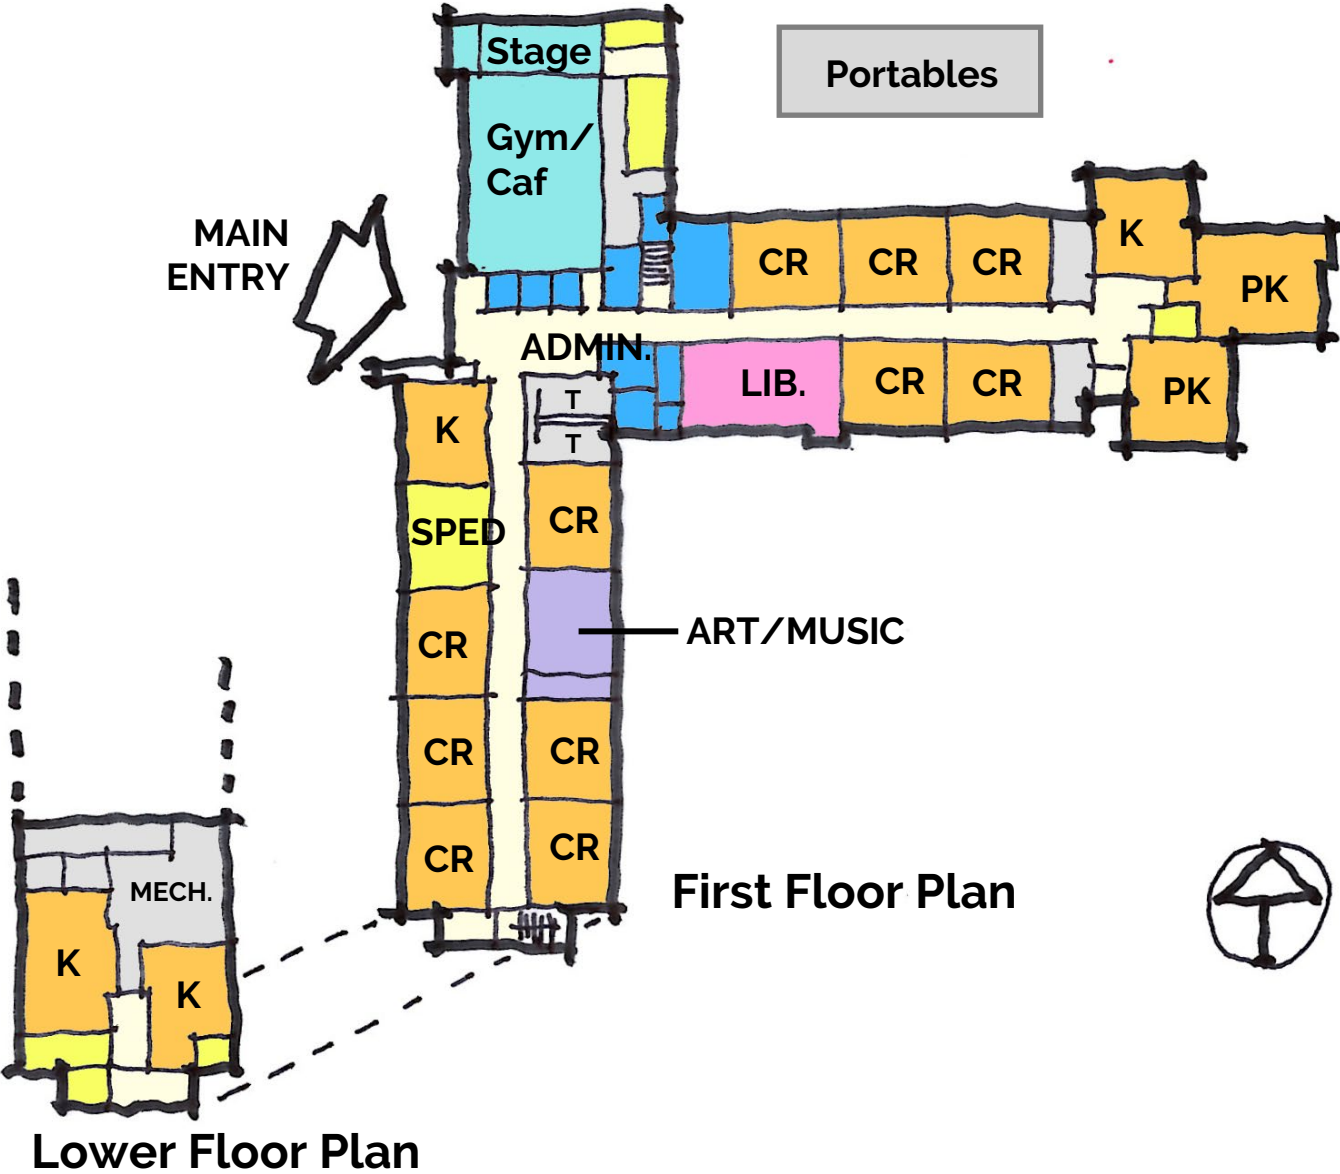 Stage
Portables
Gym/
Caf
MAIN
ENTRY
CR
CR
CR
K
PK
ADMIN.
LIB.
CR
CR
PK
K
T
T
SPED
CR
CR
ART/MUSIC
CR
CR
CR
CR
MECH.
K
K
First Floor Plan
Lower Floor Plan